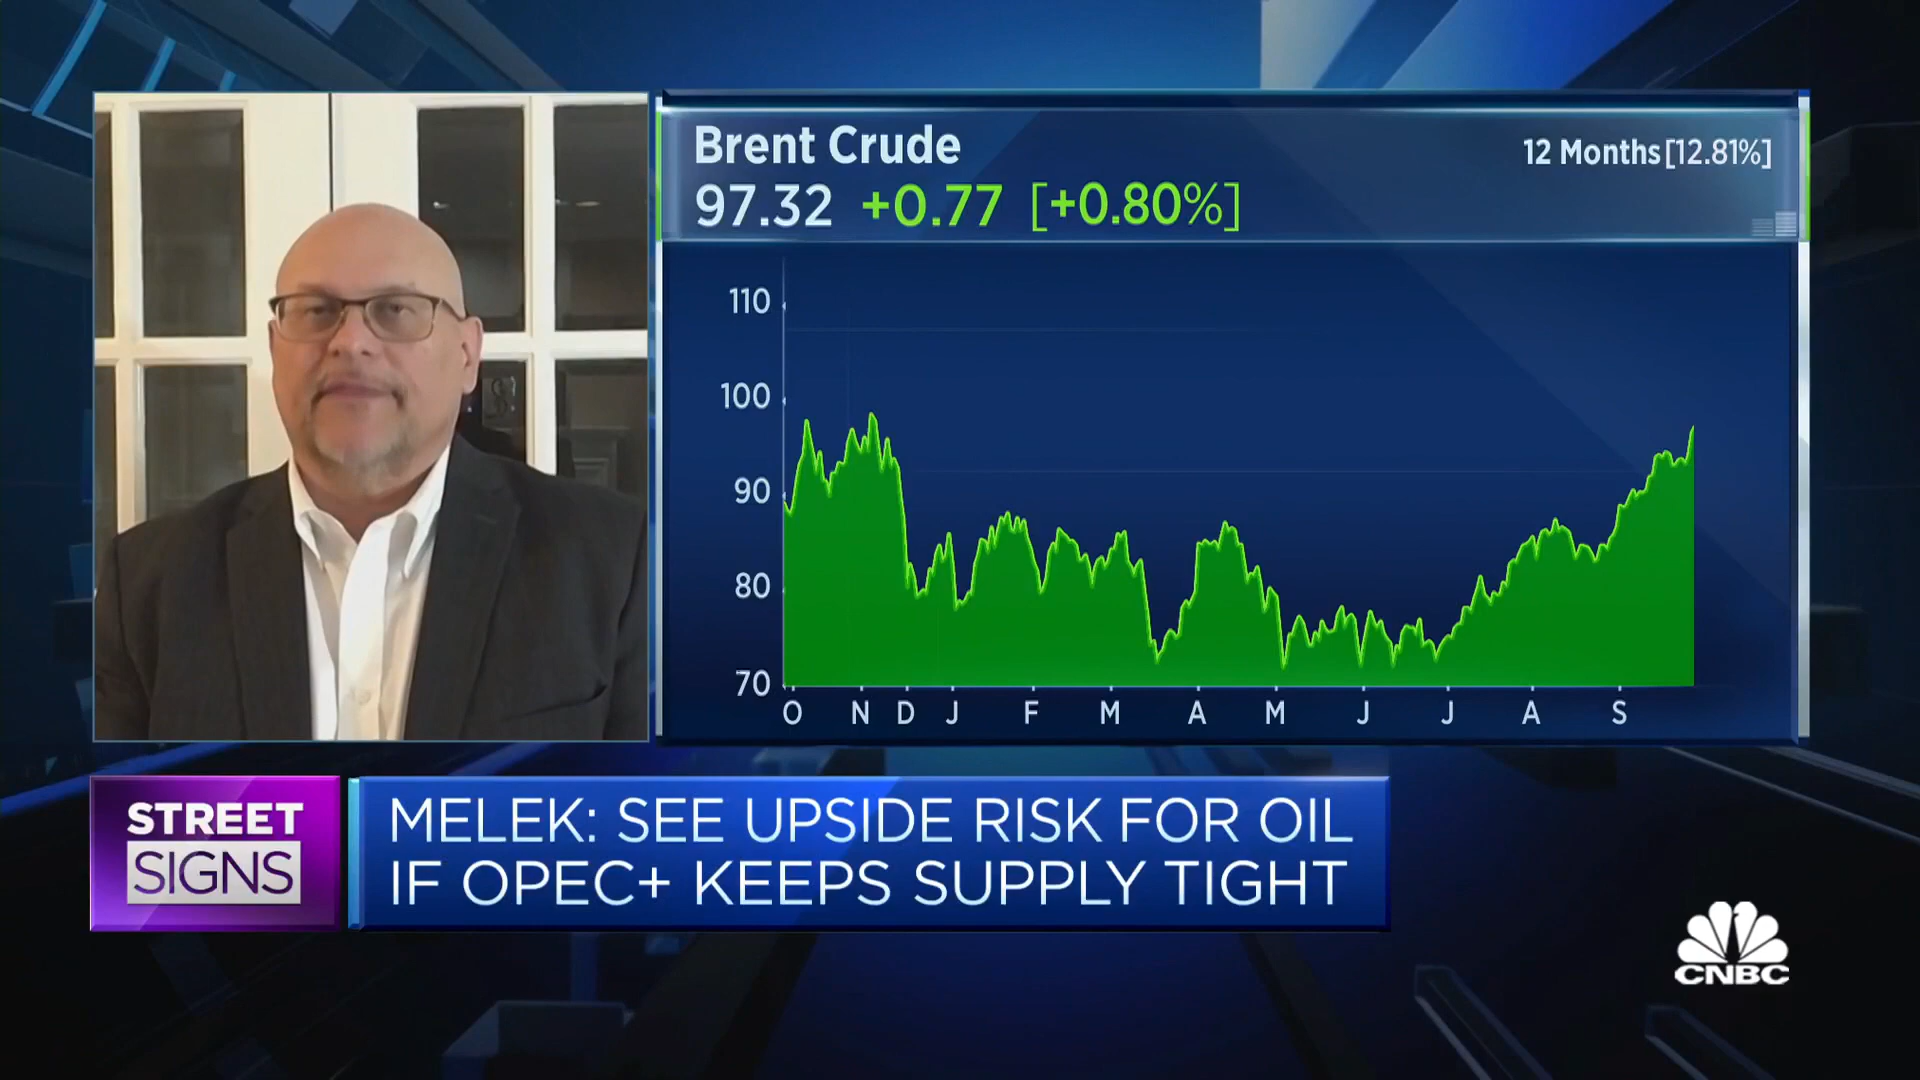 Brent Crude
12 Months [12.81%]
97.32 +0.77 [+0.80%]
110
100
90
80
70
O N D J F M A M J J A S
STREET
SIGNS
MELEK: SEE UPSIDE RISK FOR OIL
IF OPEC+ KEEPS SUPPLY TIGHT
CNBC